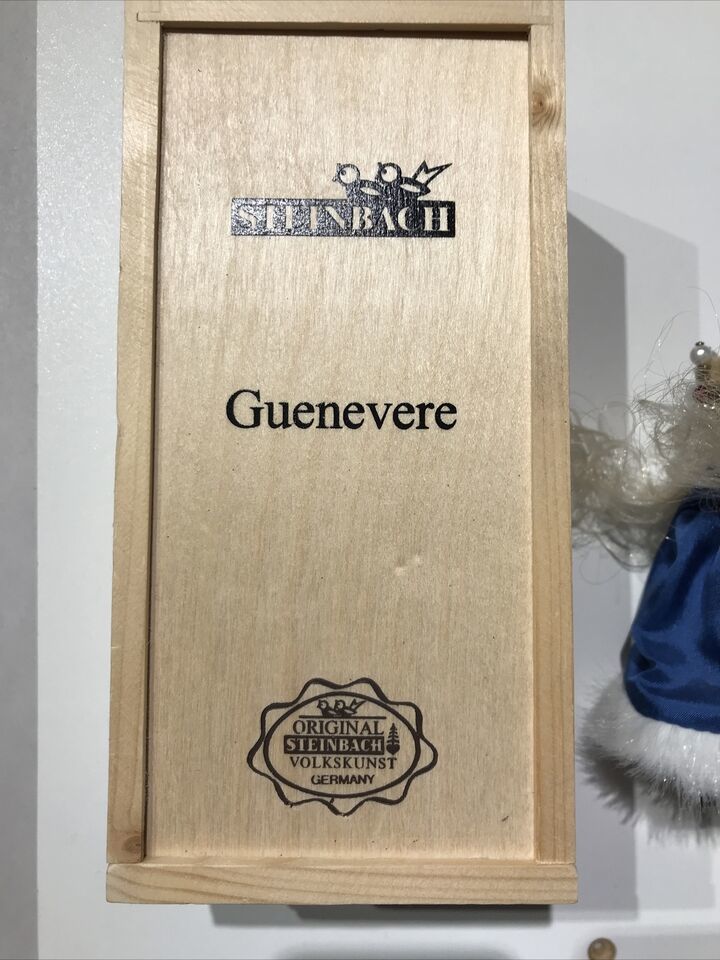 STEINBACH
Guenevere
ORIGINAL
STEINBACH
VOLKSKUNST
GERMANY